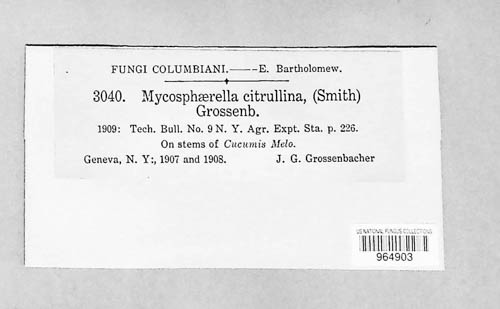 FUNGI COLUMBIANI.——E. Bartholomew.
3040. Mycosphærella citrullina, (Smith)
Grossenb.
1909: Tech. Bull. No. 9 N. Y. Agr. Expt. Sta. p. 226.
On stems of Cucumis Melo.
Geneva, N. Y:, 1907 and 1908. J. G. Grossenbacher
US NATIONAL FUNGUS COLLECTIONS
964903